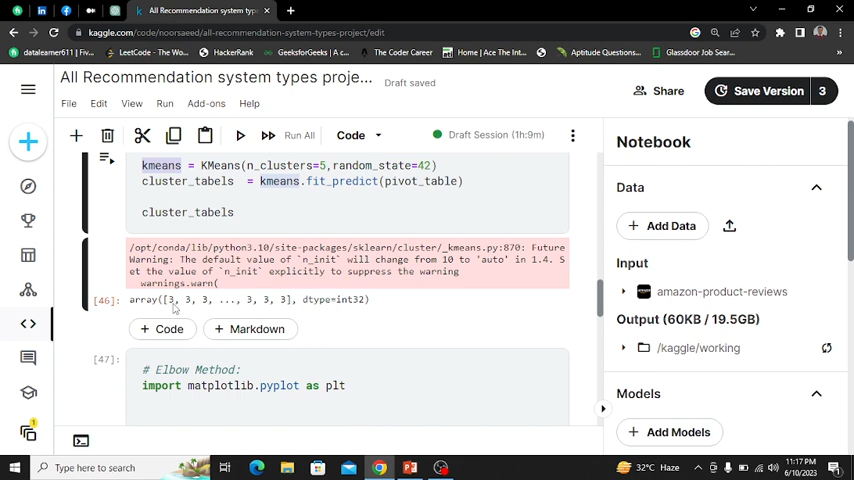 All Recommendation system typ
kaggle.com/code/noorsaeed/all-recommendation-system-types-project/edit
datalearner611 | Fiv...
LeetCode - The Wo...
HackerRank
GeeksforGeeks | A c...
The Coder Career
Home | Ace The Int...
Aptitude Questions...
Glassdoor Job Sear...
All Recommendation system types proje...
Draft saved
File
Edit
View
Run
Add-ons
Help
Share
Save Version
3
Run All
Code
Draft Session (1h:9m)
kmeans = KMeans(n_clusters=5,random_state=42)
cluster_tabels = kmeans.fit_predict(pivot_table)
cluster_tabels
/opt/conda/lib/python3.10/site-packages/sklearn/cluster/_kmeans.py:870: Future
Warning: The default value of `n_init` will change from 10 to 'auto' in 1.4. S
et the value of `n_init` explicitly to suppress the warning
warnings.warn(
[46]:
array([3, 3, 3, ..., 3, 3, 3], dtype=int32)
+ Code
+ Markdown
[47]:
# Elbow Method:
import matplotlib.pyplot as plt
Notebook
Data
+ Add Data
Input
amazon-product-reviews
Output (60KB / 19.5GB)
/kaggle/working
Models
+ Add Models
1
Type here to search
32°C Haze
11:17 PM
6/10/2023